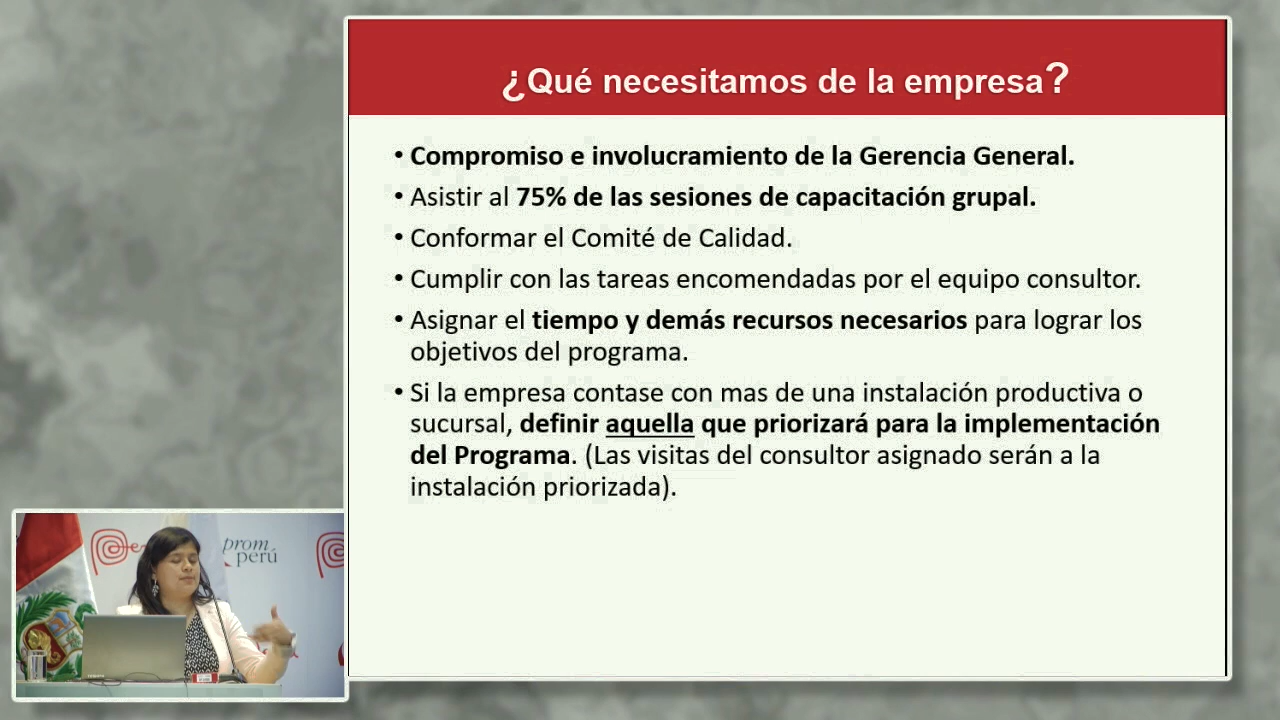 ¿Qué necesitamos de la empresa?
• Compromiso e involucramiento de la Gerencia General.
• Asistir al 75% de las sesiones de capacitación grupal.
• Conformar el Comité de Calidad.
• Cumplir con las tareas encomendadas por el equipo consultor.
• Asignar el tiempo y demás recursos necesarios para lograr los
objetivos del programa.
• Si la empresa contase con mas de una instalación productiva o
sucursal, definir aquella que priorizará para la implementación
del Programa. (Las visitas del consultor asignado serán a la
instalación priorizada).
prom
perú